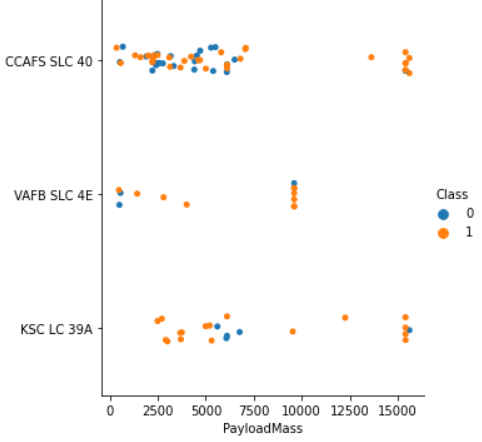 CCAFS SLC 40
VAFB SLC 4E
KSC LC 39A
Class
0
1
0 2500 5000 7500 10000 12500 15000
PayloadMass